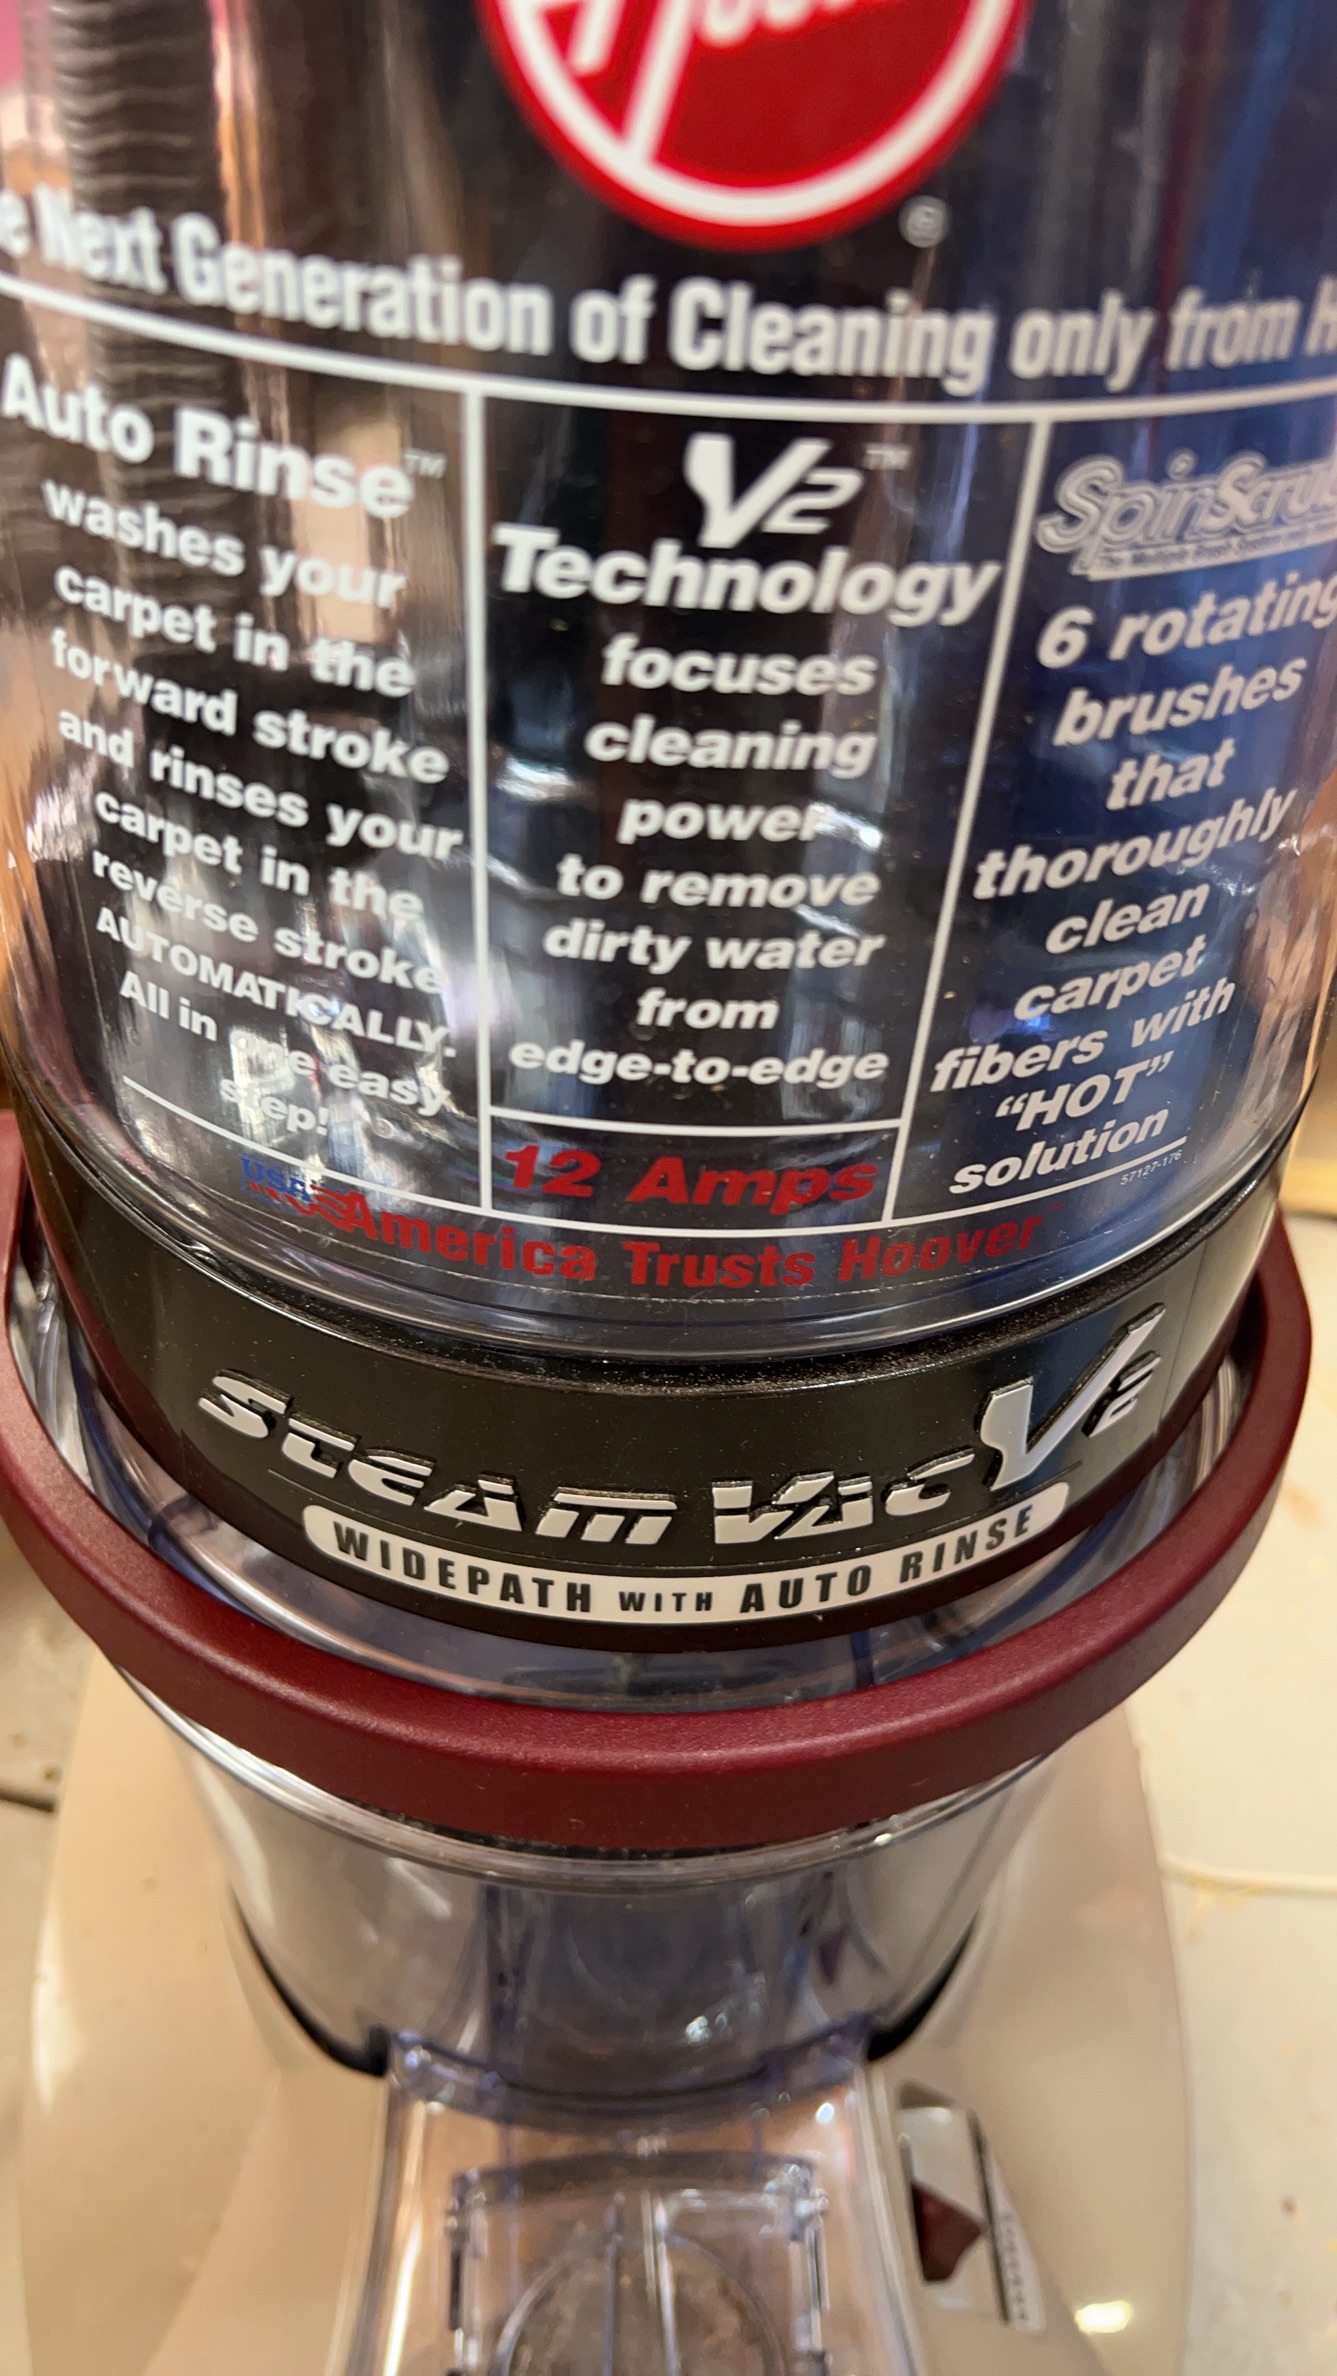 Next Generation of Cleaning only from
Auto Rinse™
washes your
carpet in the
forward stroke
and rinses your
carpet in the
reverse stroke
AUTOMATICALLY.
All in one easy
step!
V2™
Technology
focuses
cleaning
power
to remove
dirty water
from
edge-to-edge
12 Amps
SpinScrub
6 rotating
brushes
that
thoroughly
clean
carpet
fibers with
"HOT"
solution
57127-176
USA
America Trusts Hoover
STEAM VAC V2
WIDEPATH WITH AUTO RINSE